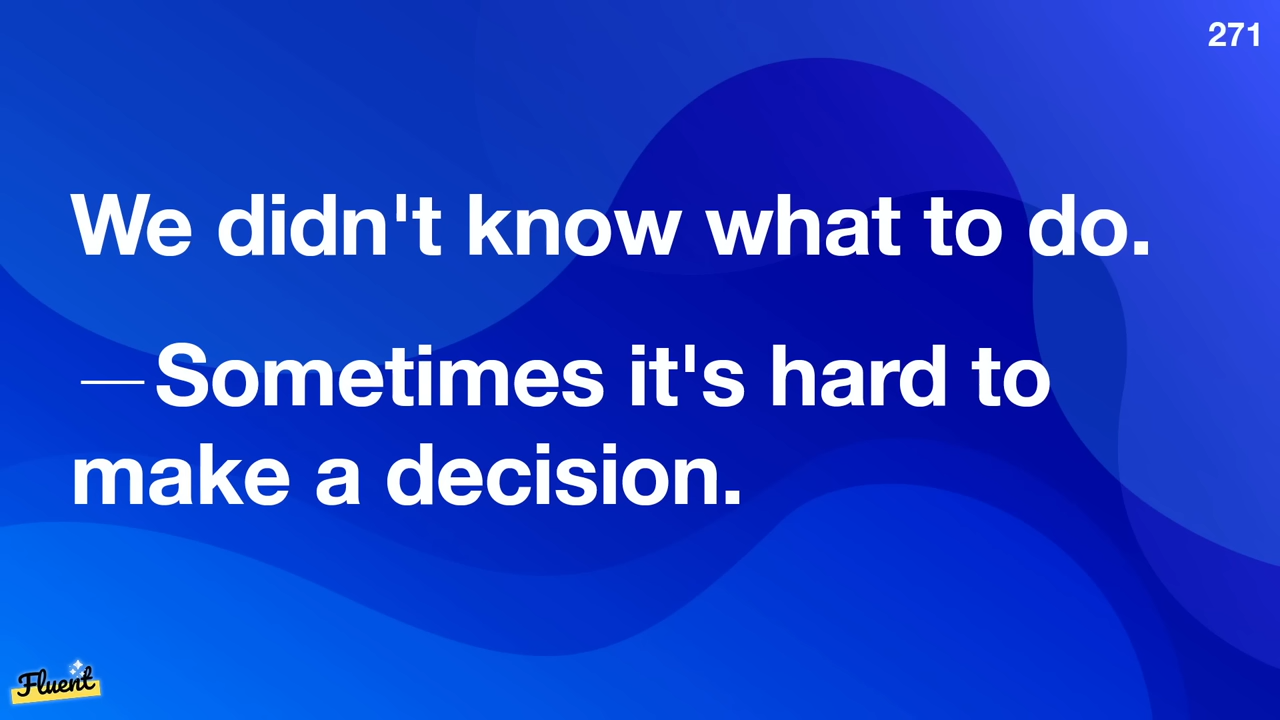 271
We didn't know what to do.
—Sometimes it's hard to
make a decision.
Fluent